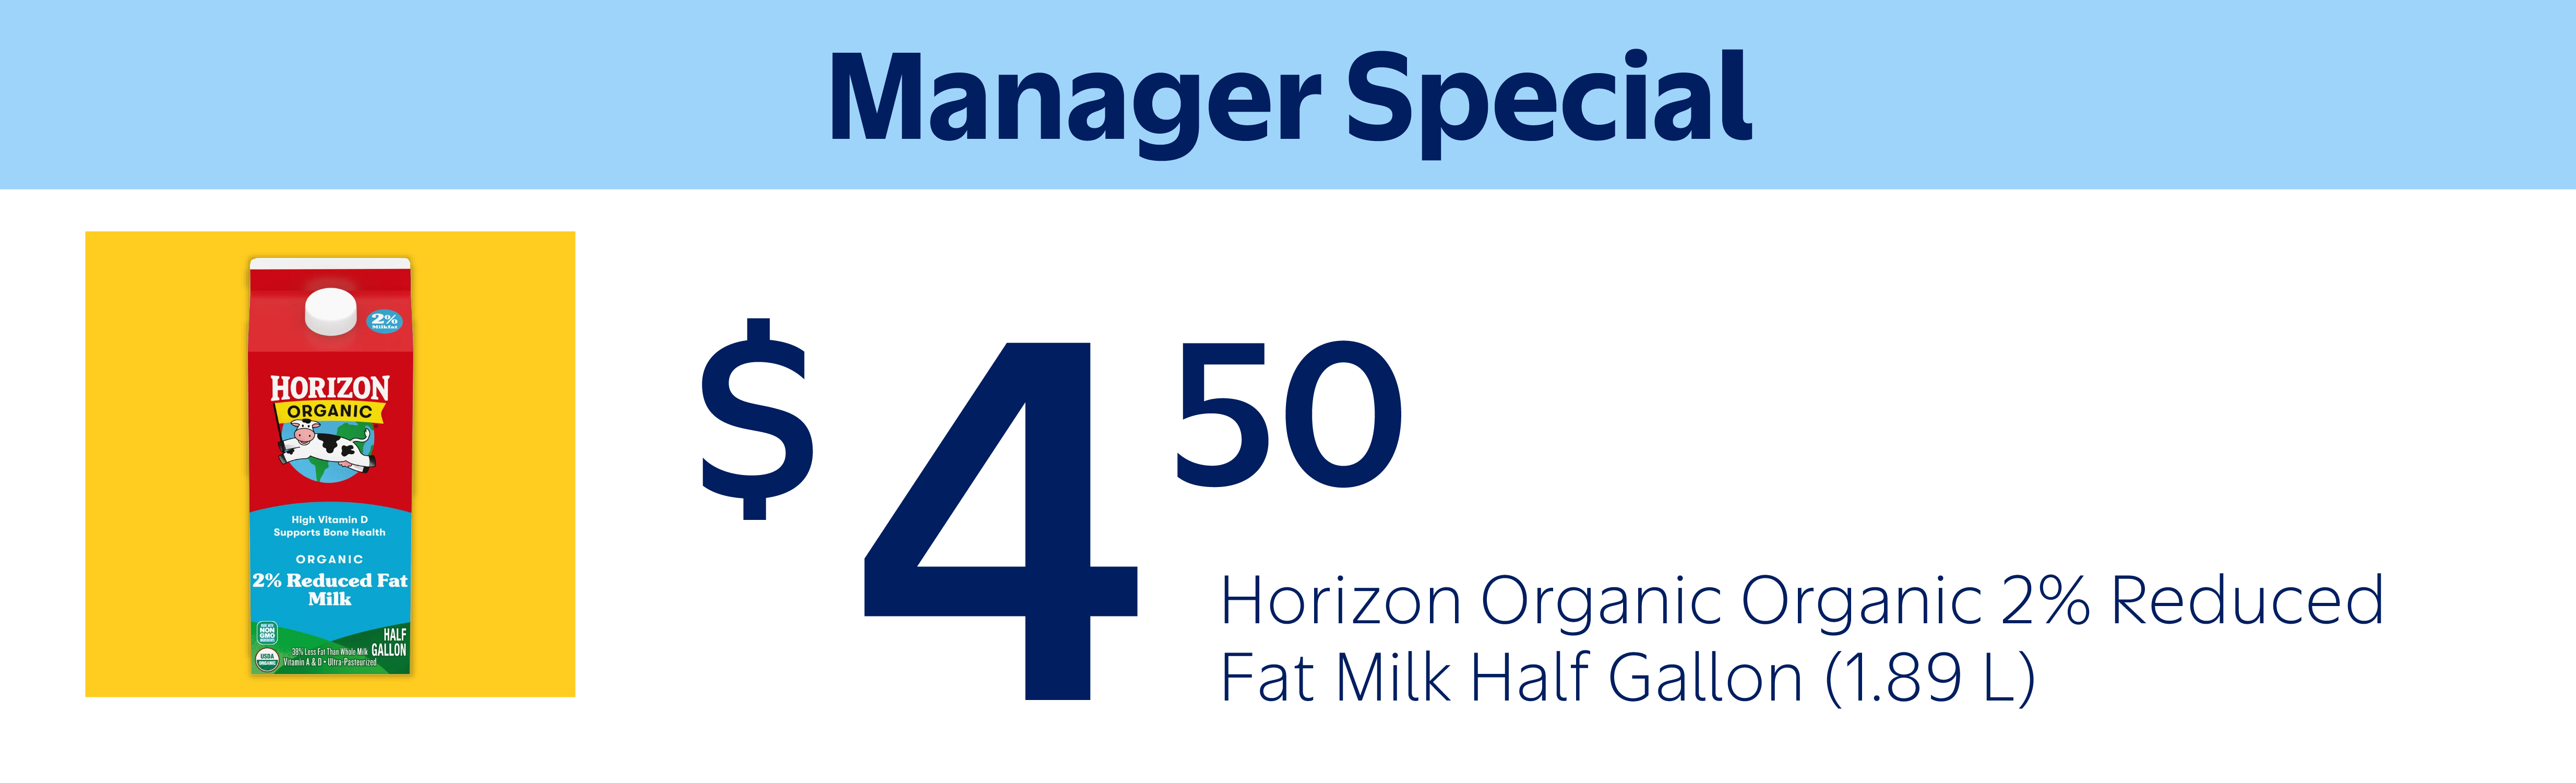 Manager Special
2%
Milkfat
HORIZON
ORGANIC
High Vitamin D
Supports Bone Health
ORGANIC
2% Reduced Fat
Milk
NON
GMO
HALF
GALLON
38% Less Fat Than Whole Milk
Vitamin A & D • Ultra-Pasteurized
USDA
ORGANIC
$4 50
Horizon Organic Organic 2% Reduced
Fat Milk Half Gallon (1.89 L)